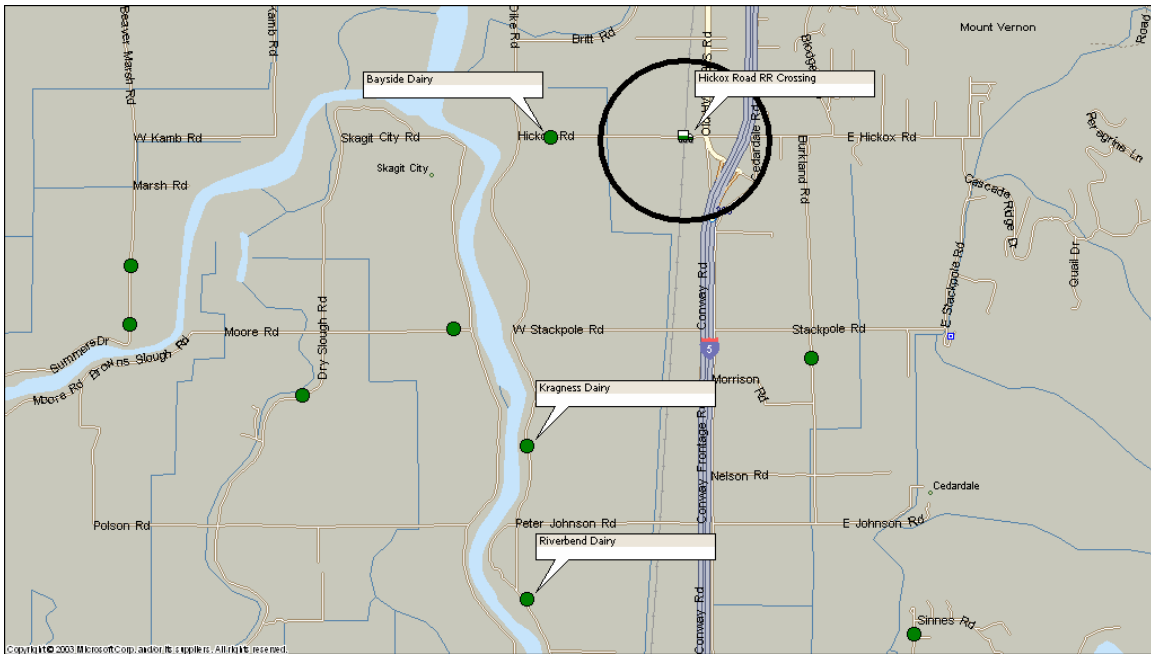 Beaver Marsh Rd
Kamb Rd
Dike Rd
Britt Rd
Mount Vernon
Road
Bayside Dairy
Hickox Road RR Crossing
W Kamb Rd
Skagit City Rd
Skagit City
Hickox Rd
Cedardale Rd
Burkland Rd
E Hickox Rd
Peregrine Ln
Marsh Rd
Cascade Ridge Dr
Quail Dr
E Stackpole Rd
Conway Rd
Moore Rd
W Stackpole Rd
Stackpole Rd
Summers Dr
Moore Rd
Browns Slough Rd
Dry Slough Rd
5
Morrison Rd
Kragness Dairy
Conway Frontage Rd
Nelson Rd
Cedardale
Polson Rd
Peter Johnson Rd
E Johnson Rd
Riverbend Dairy
Conway Rd
Sinnes Rd
Copyright © 2003 Microsoft Corp. and/or its suppliers. All rights reserved.